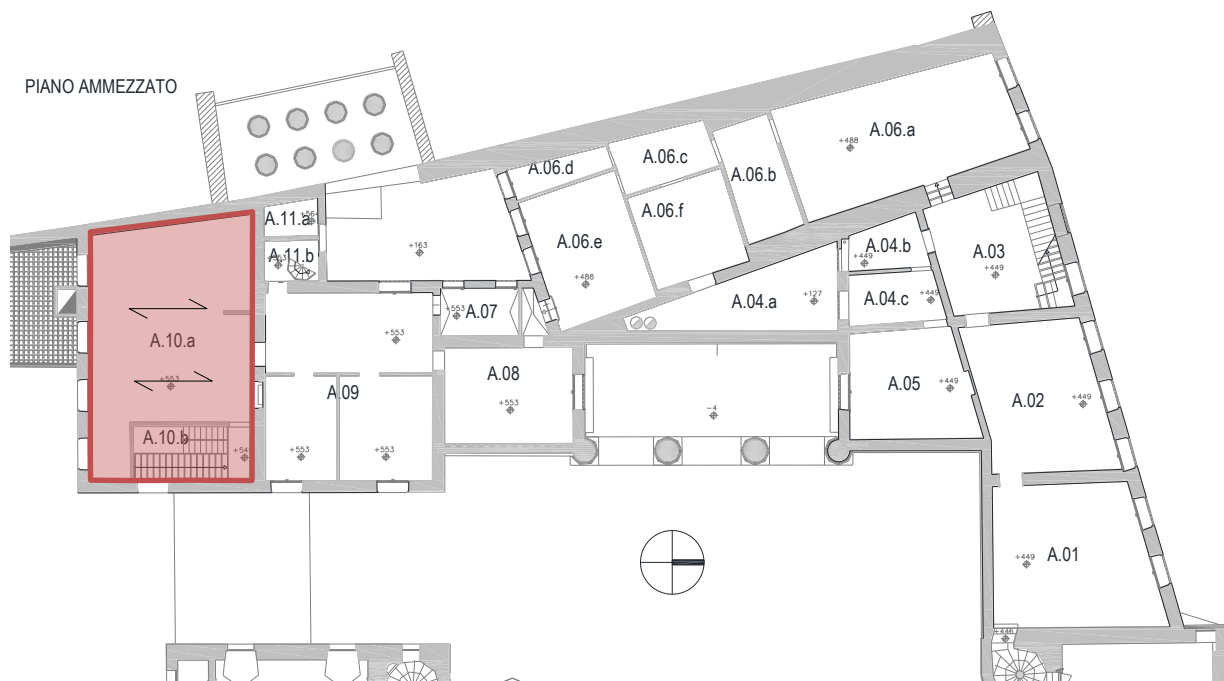 PIANO AMMEZZATO
A.06.a
+488
A.06.c
A.06.d
A.06.b
A.06.f
A.11.a
A.06.e
+488
A.04.b
+449
A.03
+449
A.11.b
+163
A.04.a
+127
A.04.c
+449
+553
A.07
+553
A.10.a
+553
A.08
+553
A.09
A.05
+449
A.02
+449
-4
A.10.b
+553
+553
A.01
+449
+446